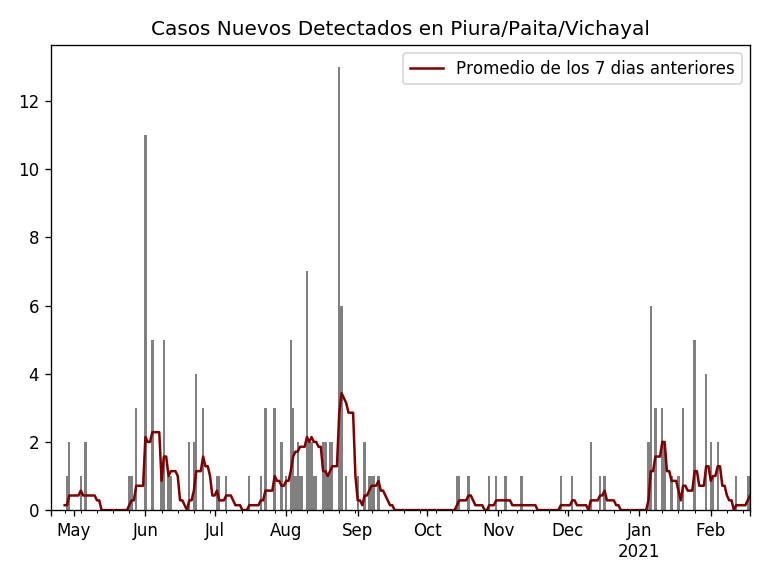 Casos Nuevos Detectados en Piura/Paita/Vichayal
Promedio de los 7 dias anteriores
12
10
8
6
4
2
0
May Jun Jul Aug Sep Oct Nov Dec Jan Feb
2021